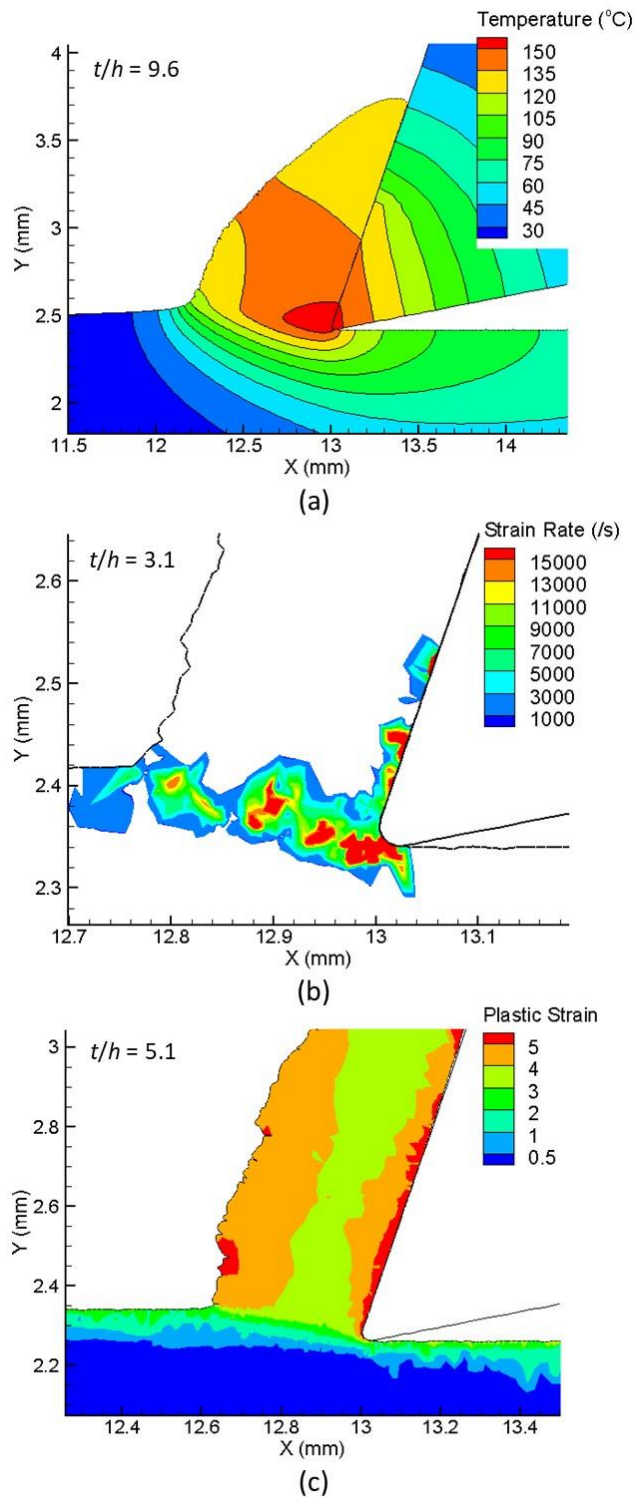 Temperature (°C)
t/h = 9.6
150
135
120
105
90
75
60
45
30
4
3.5
3
2.5
2
Y (mm)
11.5 12 12.5 13 13.5 14
X (mm)
(a)
Strain Rate (/s)
t/h = 3.1
15000
13000
11000
9000
7000
5000
3000
1000
2.6
2.5
2.4
2.3
Y (mm)
12.7 12.8 12.9 13 13.1
X (mm)
(b)
Plastic Strain
t/h = 5.1
5
4
3
2
1
0.5
3
2.8
2.6
2.4
2.2
Y (mm)
12.4 12.6 12.8 13 13.2 13.4
X (mm)
(c)